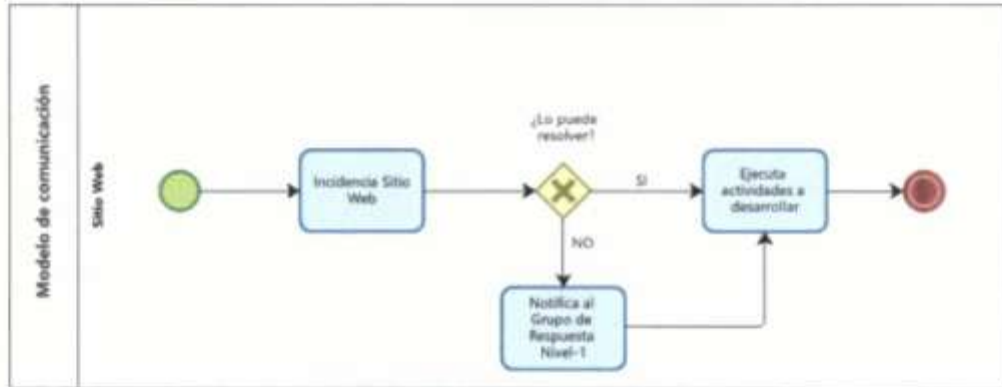 Modelo de comunicación
Sitio Web
Incidencia Sitio
Web
¿Lo puede
resolver?
SI
NO
Ejecuta
actividades a
desarrollar
Notifica al
Grupo de
Respuesta
Nivel-1